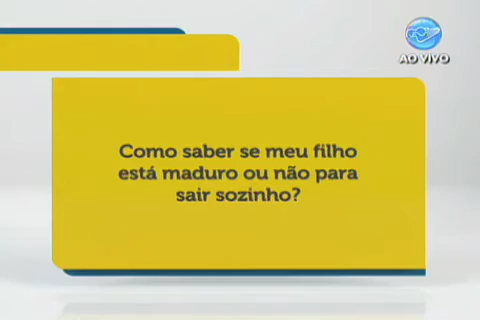 AO VIVO
Como saber se meu filho
está maduro ou não para
sair sozinho?